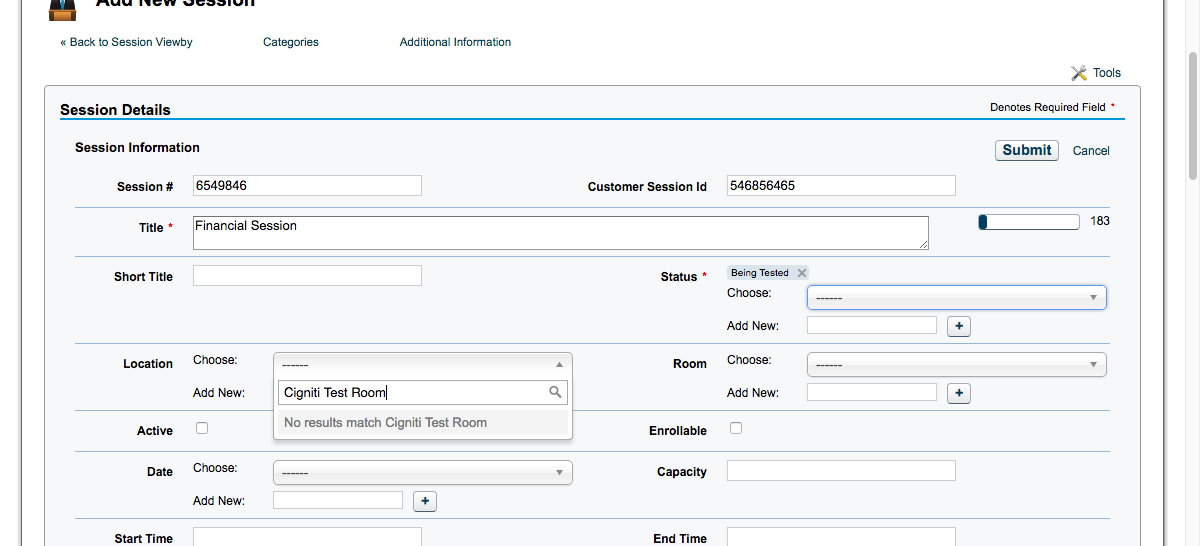 Add New Session
« Back to Session Viewby Categories Additional Information
Tools
Session Details Denotes Required Field *
Session Information Submit Cancel
Session # 6549846 Customer Session Id 546856465
Title * Financial Session 183
Short Title Status * Being Tested
Choose: ------
Add New: +
Location Choose: ------ Room Choose: ------
Add New: Cigniti Test Room Add New: +
No results match Cigniti Test Room
Active Enrollable
Date Choose: ------ Capacity
Add New: +
Start Time End Time